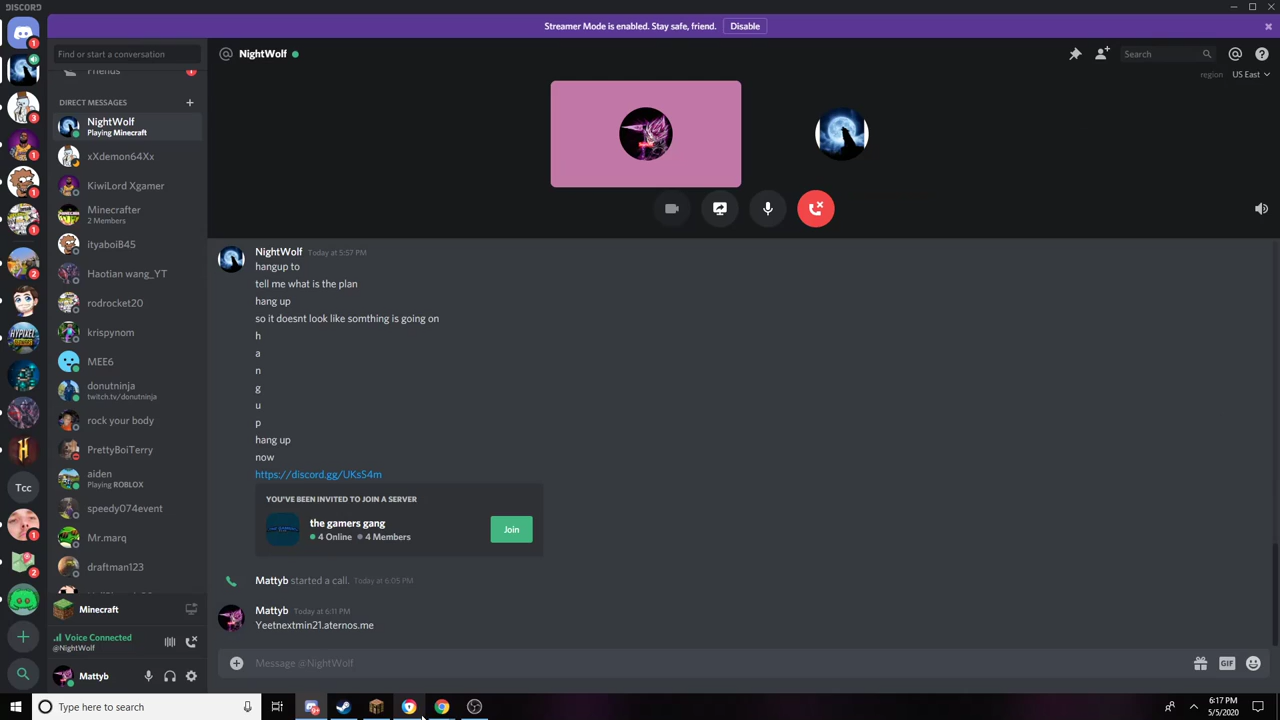 DISCORD
Streamer Mode is enabled. Stay safe, friend.
Disable
Find or start a conversation
Friends
DIRECT MESSAGES
NightWolf
Playing Minecraft
xXdemon64Xx
KiwiLord Xgamer
Minecrafter
2 Members
ityaboiB45
Haotian wang_YT
rodrocket20
krispynom
MEE6
donutninja
twitch.tv/donutninja
rock your body
PrettyBoiTerry
aiden
Playing ROBLOX
speedy074event
Mr.marq
draftman123
Minecraft
Voice Connected
@NightWolf
Mattyb
Tcc
NightWolf
Search
region
US East
NightWolf Today at 5:57 PM
hangup to
tell me what is the plan
hang up
so it doesnt look like somthing is going on
h
a
n
g
u
p
hang up
now
https://discord.gg/UKsS4m
YOU'VE BEEN INVITED TO JOIN A SERVER
the gamers gang
4 Online 4 Members
Join
Mattyb started a call. Today at 6:05 PM
Mattyb Today at 6:11 PM
Yeetnextmin21.aternos.me
Message @NightWolf
GIF
Type here to search
6:17 PM
5/5/2020